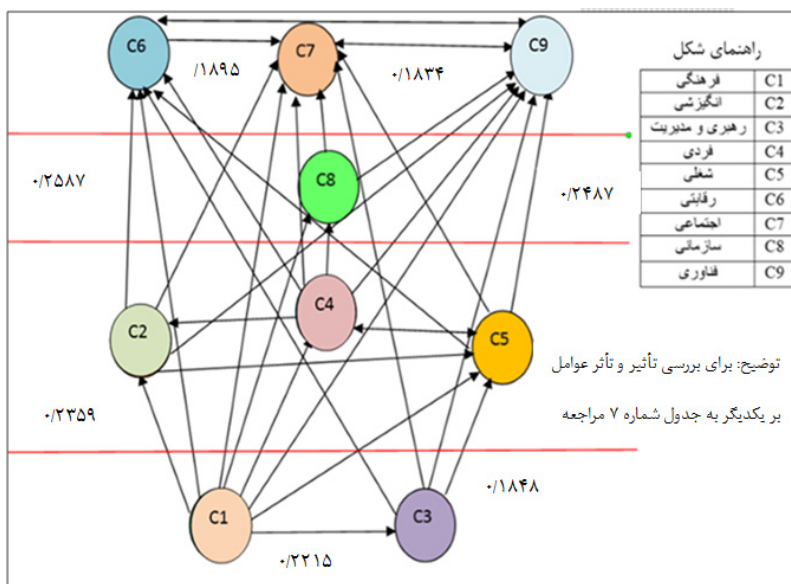 C6
C7
C9
/۱۸۹۵
۰/۱۸۳۴
C8
۰/۲۵۸۷
۰/۲۴۸۷
C4
C2
C5
۰/۲۳۵۹
۰/۱۸۴۸
C1
C3
۰/۲۲۱۵
راهنمای شکل
فرهنگی C1
انگیزشی C2
رهبری و مدیریت C3
فردی C4
شغلی C5
رقابتی C6
اجتماعی C7
سازمانی C8
فناوری C9
توضیح: برای بررسی تأثیر و تأثر عوامل
بر یکدیگر به جدول شماره ۷ مراجعه